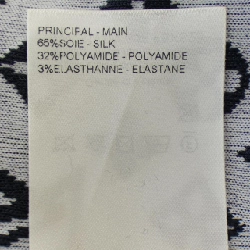 PRINCIPAL - MAIN
65%SOIE - SILK
32%POLYAMIDE - POLYAMIDE
3%ELASTHANNE - ELASTANE